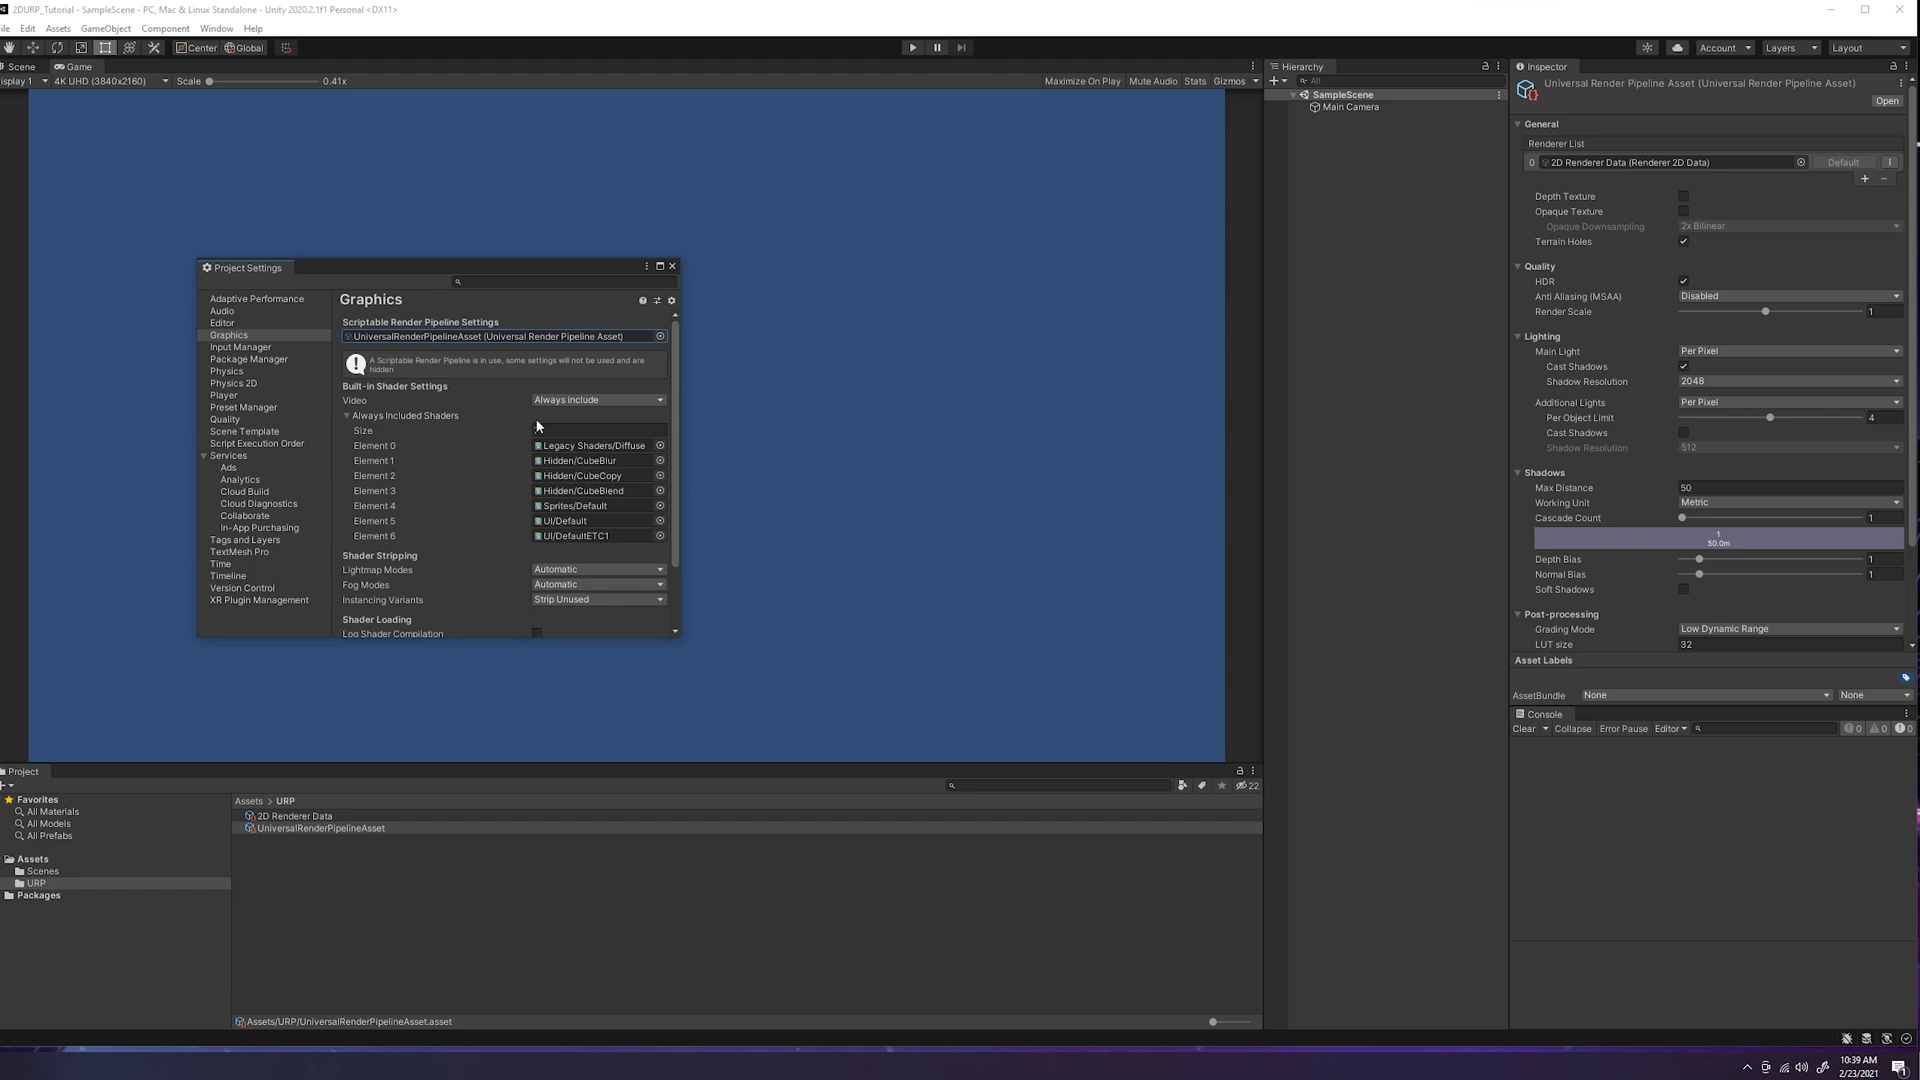 2DURP_Tutorial - SampleScene - PC, Mac & Linux Standalone - Unity 2020.2.1f1 Personal <DX11>
ile Edit Assets GameObject Component Window Help
Center Global Account Layers Layout
Scene Game
isplay 1 4K UHD (3840x2160) Scale 0.41x Maximize On Play Mute Audio Stats Gizmos
Project Settings
Adaptive Performance
Audio
Editor
Graphics
Input Manager
Package Manager
Physics
Physics 2D
Player
Preset Manager
Quality
Scene Template
Script Execution Order
Services
Ads
Analytics
Cloud Build
Cloud Diagnostics
Collaborate
In-App Purchasing
Tags and Layers
TextMesh Pro
Time
Timeline
Version Control
XR Plugin Management
Graphics
Scriptable Render Pipeline Settings
UniversalRenderPipelineAsset (Universal Render Pipeline Asset)
A Scriptable Render Pipeline is in use, some settings will not be used and are
hidden
Built-in Shader Settings
Video Always include
Always Included Shaders
Size
Element 0 Legacy Shaders/Diffuse
Element 1 Hidden/CubeBlur
Element 2 Hidden/CubeCopy
Element 3 Hidden/CubeBlend
Element 4 Sprites/Default
Element 5 UI/Default
Element 6 UI/DefaultETC1
Shader Stripping
Lightmap Modes Automatic
Fog Modes Automatic
Instancing Variants Strip Unused
Shader Loading
Log Shader Compilation
Hierarchy
All
SampleScene
Main Camera
Inspector
Universal Render Pipeline Asset (Universal Render Pipeline Asset)
Open
General
Renderer List
0 2D Renderer Data (Renderer 2D Data) Default
Depth Texture
Opaque Texture
Opaque Downsampling 2x Bilinear
Terrain Holes
Quality
HDR
Anti Aliasing (MSAA) Disabled
Render Scale 1
Lighting
Main Light Per Pixel
Cast Shadows
Shadow Resolution 2048
Additional Lights Per Pixel
Per Object Limit 4
Cast Shadows
Shadow Resolution 512
Shadows
Max Distance 50
Working Unit Metric
Cascade Count 1
1
50.0m
Depth Bias 1
Normal Bias 1
Soft Shadows
Post-processing
Grading Mode Low Dynamic Range
LUT size 32
Asset Labels
AssetBundle None None
Console
Clear Collapse Error Pause Editor 0 0 0
Project
22
Favorites
All Materials
All Models
All Prefabs
Assets
Scenes
URP
Packages
Assets > URP
2D Renderer Data
UniversalRenderPipelineAsset
Assets/URP/UniversalRenderPipelineAsset.asset
10:39 AM
2/23/2021